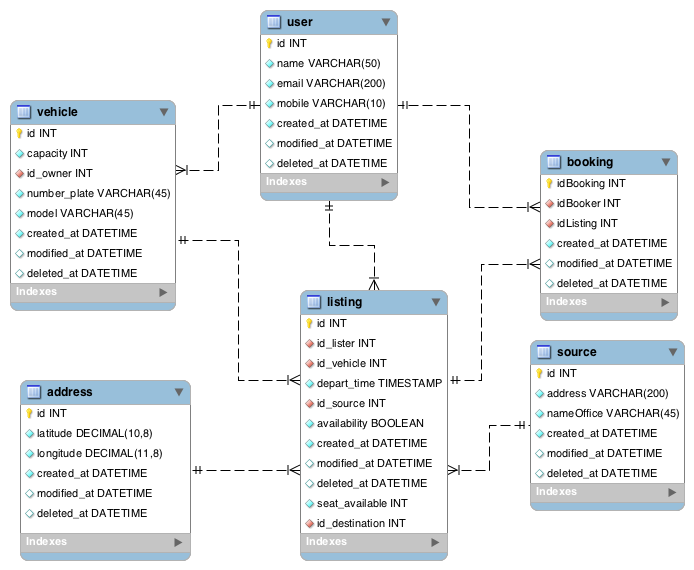 user
id INT
name VARCHAR(50)
email VARCHAR(200)
mobile VARCHAR(10)
created_at DATETIME
modified_at DATETIME
deleted_at DATETIME
Indexes
vehicle
id INT
capacity INT
id_owner INT
number_plate VARCHAR(45)
model VARCHAR(45)
created_at DATETIME
modified_at DATETIME
deleted_at DATETIME
Indexes
booking
idBooking INT
idBooker INT
idListing INT
created_at DATETIME
modified_at DATETIME
deleted_at DATETIME
Indexes
listing
id INT
id_lister INT
id_vehicle INT
depart_time TIMESTAMP
id_source INT
availability BOOLEAN
created_at DATETIME
modified_at DATETIME
deleted_at DATETIME
seat_available INT
id_destination INT
Indexes
source
id INT
address VARCHAR(200)
nameOffice VARCHAR(45)
created_at DATETIME
modified_at DATETIME
deleted_at DATETIME
Indexes
address
id INT
latitude DECIMAL(10,8)
longitude DECIMAL(11,8)
created_at DATETIME
modified_at DATETIME
deleted_at DATETIME
Indexes